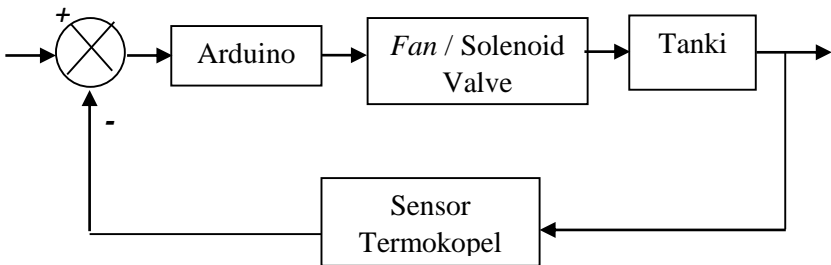 +
Arduino
Fan / Solenoid
Valve
Tanki
-
Sensor
Termokopel